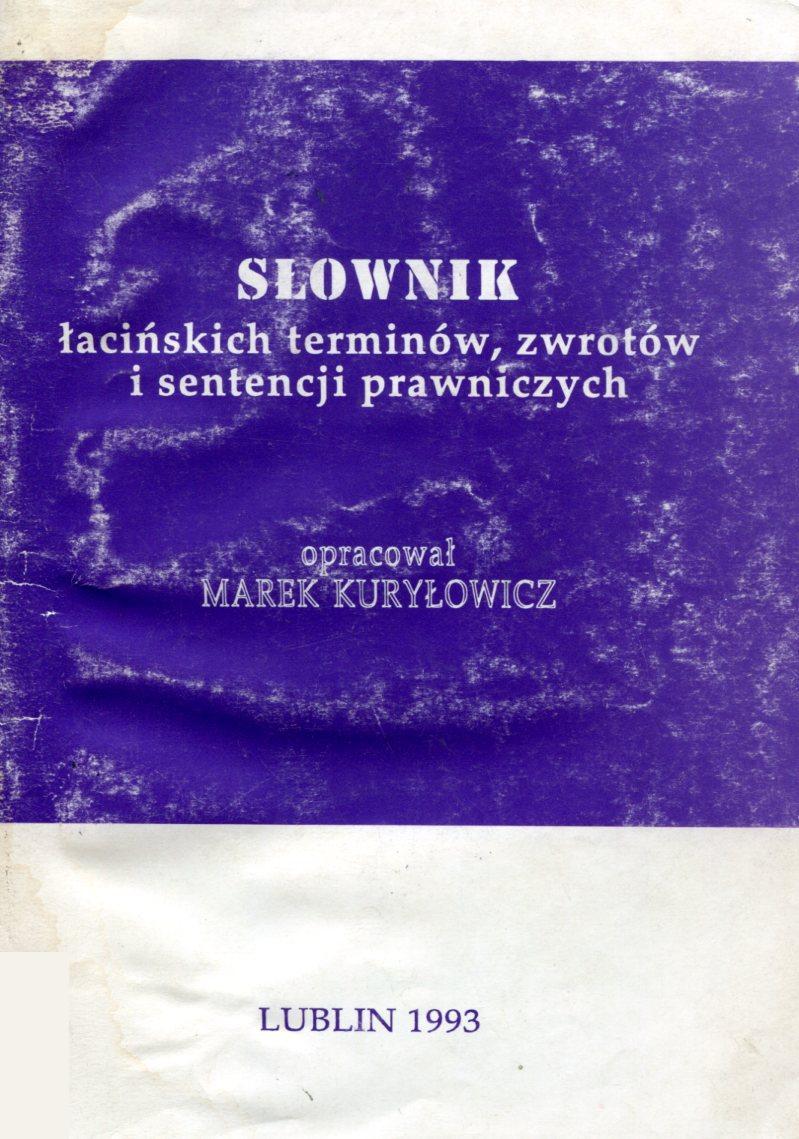 SŁOWNIK
łacińskich terminów, zwrotów
i sentencji prawniczych
opracował
MAREK KURYŁOWICZ
LUBLIN 1993